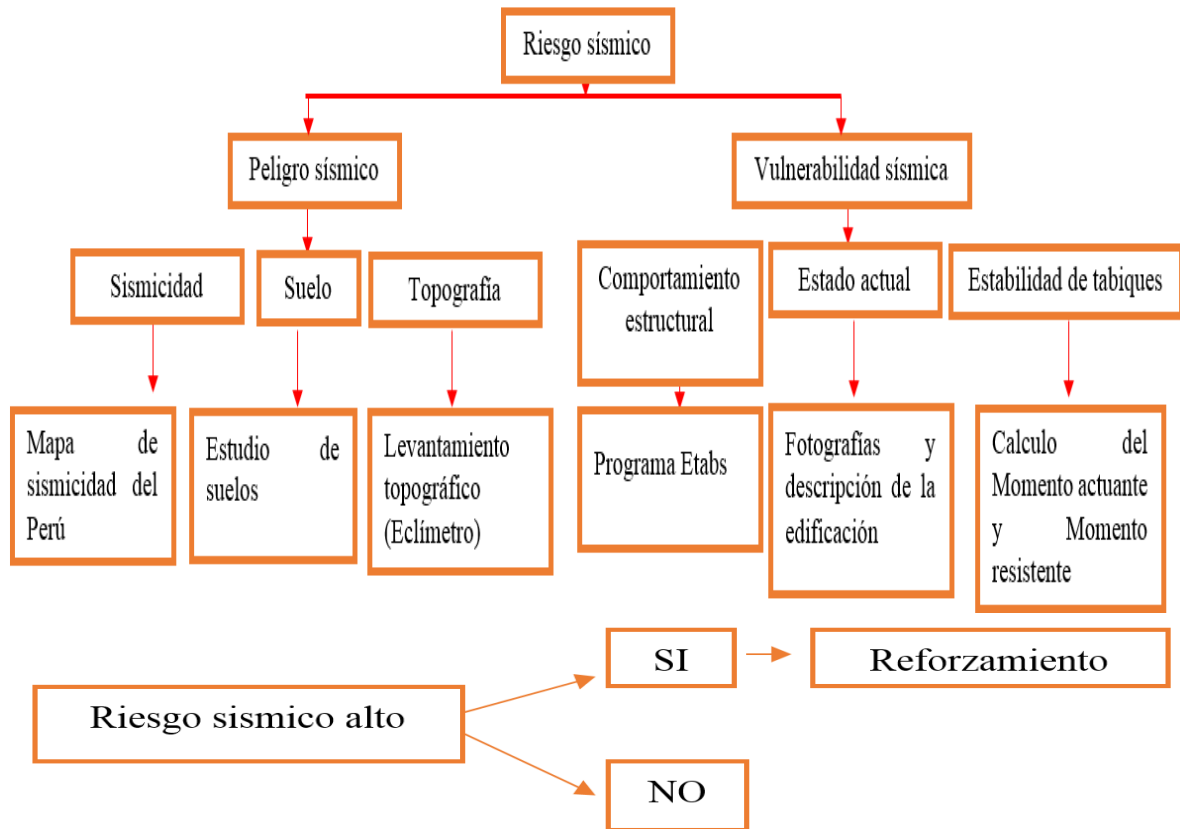 Riesgo sísmico
Peligro sísmico
Vulnerabilidad sísmica
Sismicidad
Suelo
Topografía
Comportamiento
estructural
Estado actual
Estabilidad de tabiques
Mapa de
sismicidad del
Perú
Estudio de
suelos
Levantamiento
topográfico
(Eclímetro)
Programa Etabs
Fotografías y
descripción de la
edificación
Calculo del
Momento actuante
y Momento
resistente
Riesgo sismico alto
SI
Reforzamiento
NO